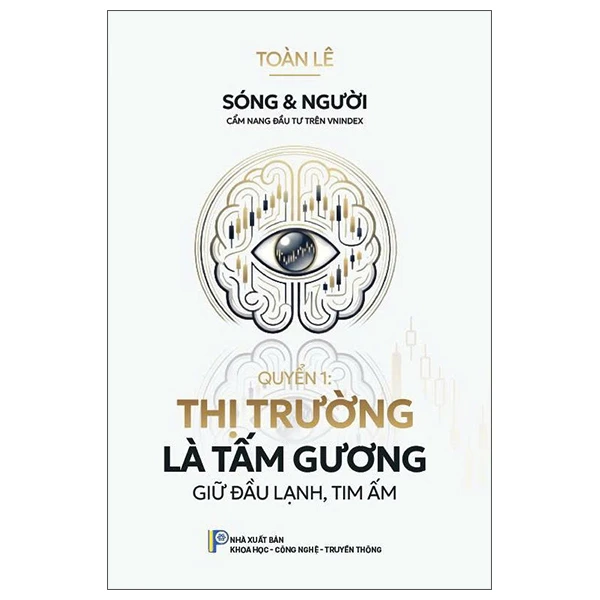 TOÀN LÊ
SÓNG & NGƯỜI
CẨM NANG ĐẦU TƯ TRÊN VNINDEX
QUYỂN 1:
THỊ TRƯỜNG
LÀ TẤM GƯƠNG
GIỮ ĐẦU LẠNH, TIM ẤM
NHÀ XUẤT BẢN
KHOA HỌC - CÔNG NGHỆ - TRUYỀN THÔNG